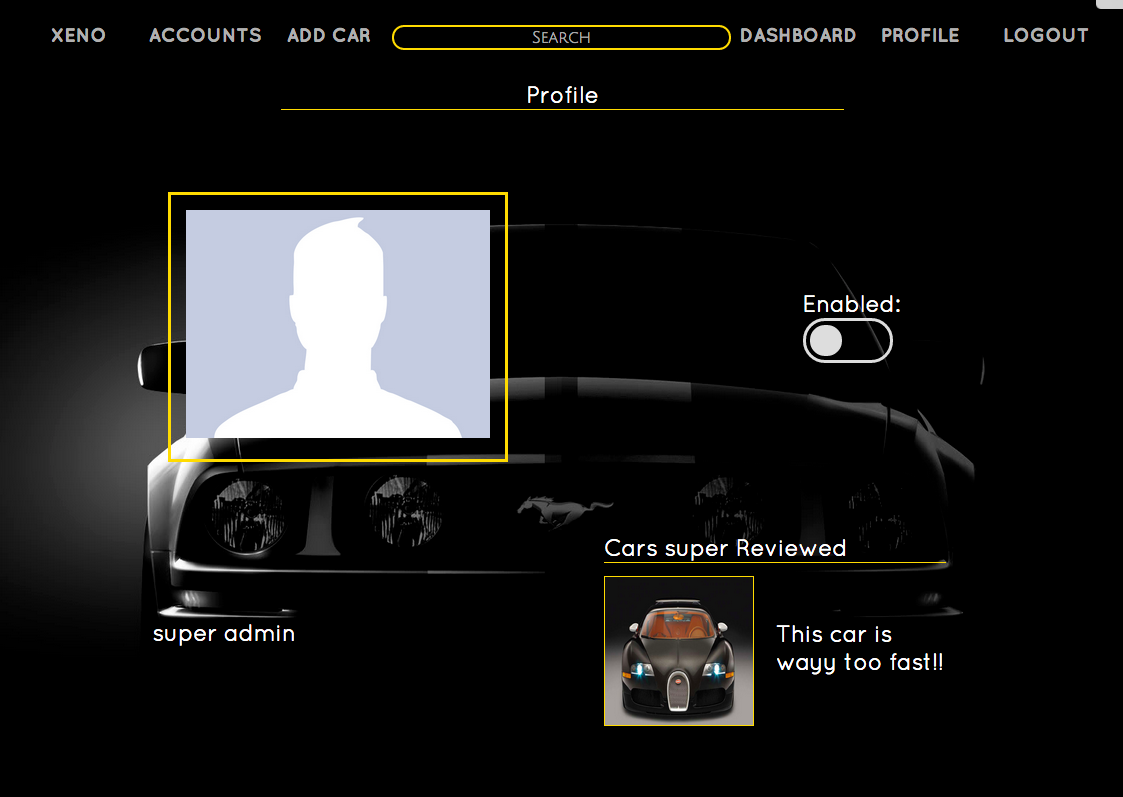 XENO ACCOUNTS ADD CAR SEARCH DASHBOARD PROFILE LOGOUT
Profile
Enabled:
Cars super Reviewed
super admin
This car is
wayy too fast!!